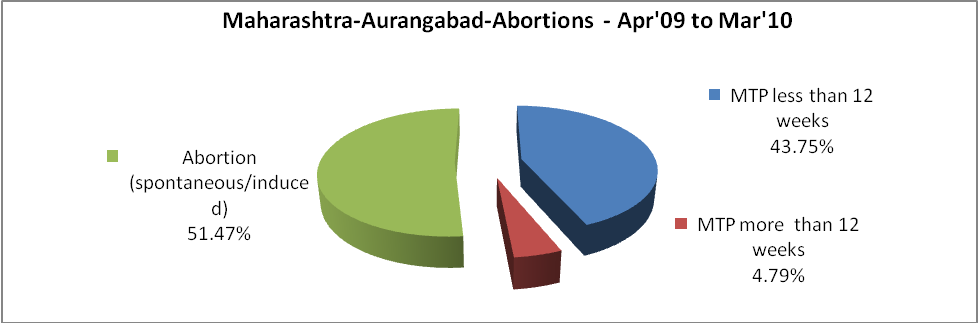 Maharashtra-Aurangabad-Abortions - Apr'09 to Mar'10
MTP less than 12
weeks
43.75%
Abortion
(spontaneous/induce
d)
51.47%
MTP more than 12
weeks
4.79%